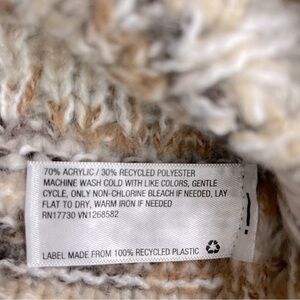 70% ACRYLIC / 30% RECYCLED POLYESTER
MACHINE WASH COLD WITH LIKE COLORS, GENTLE
CYCLE, ONLY NON-CHLORINE BLEACH IF NEEDED, LAY
FLAT TO DRY, WARM IRON IF NEEDED
RN17730 VN1268582
LABEL MADE FROM 100% RECYCLED PLASTIC